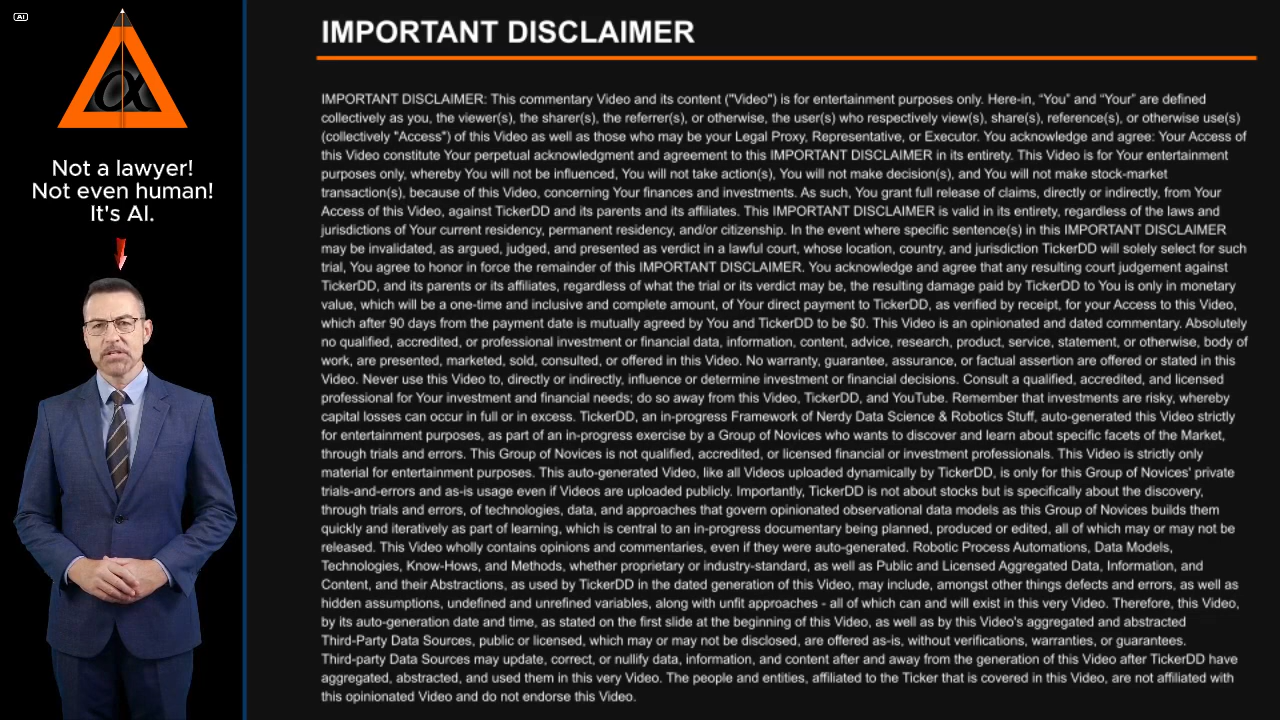 AI
α
Not a lawyer!
Not even human!
It's AI.
IMPORTANT DISCLAIMER
IMPORTANT DISCLAIMER: This commentary Video and its content ("Video") is for entertainment purposes only. Here-in, “You” and “Your” are defined
collectively as you, the viewer(s), the sharer(s), the referrer(s), or otherwise, the user(s) who respectively view(s), share(s), reference(s), or otherwise use(s)
(collectively "Access") of this Video as well as those who may be your Legal Proxy, Representative, or Executor. You acknowledge and agree: Your Access of
this Video constitute Your perpetual acknowledgment and agreement to this IMPORTANT DISCLAIMER in its entirety. This Video is for Your entertainment
purposes only, whereby You will not be influenced, You will not take action(s), You will not make decision(s), and You will not make stock-market
transaction(s), because of this Video, concerning Your finances and investments. As such, You grant full release of claims, directly or indirectly, from Your
Access of this Video, against TickerDD and its parents and its affiliates. This IMPORTANT DISCLAIMER is valid in its entirety, regardless of the laws and
jurisdictions of Your current residency, permanent residency, and/or citizenship. In the event where specific sentence(s) in this IMPORTANT DISCLAIMER
may be invalidated, as argued, judged, and presented as verdict in a lawful court, whose location, country, and jurisdiction TickerDD will solely select for such
trial, You agree to honor in force the remainder of this IMPORTANT DISCLAIMER. You acknowledge and agree that any resulting court judgement against
TickerDD, and its parents or its affiliates, regardless of what the trial or its verdict may be, the resulting damage paid by TickerDD to You is only in monetary
value, which will be a one-time and inclusive and complete amount, of Your direct payment to TickerDD, as verified by receipt, for your Access to this Video,
which after 90 days from the payment date is mutually agreed by You and TickerDD to be $0. This Video is an opinionated and dated commentary. Absolutely
no qualified, accredited, or professional investment or financial data, information, content, advice, research, product, service, statement, or otherwise, body of
work, are presented, marketed, sold, consulted, or offered in this Video. No warranty, guarantee, assurance, or factual assertion are offered or stated in this
Video. Never use this Video to, directly or indirectly, influence or determine investment or financial decisions. Consult a qualified, accredited, and licensed
professional for Your investment and financial needs; do so away from this Video, TickerDD, and YouTube. Remember that investments are risky, whereby
capital losses can occur in full or in excess. TickerDD, an in-progress Framework of Nerdy Data Science & Robotics Stuff, auto-generated this Video strictly
for entertainment purposes, as part of an in-progress exercise by a Group of Novices who wants to discover and learn about specific facets of the Market,
through trials and errors. This Group of Novices is not qualified, accredited, or licensed financial or investment professionals. This Video is strictly only
material for entertainment purposes. This auto-generated Video, like all Videos uploaded dynamically by TickerDD, is only for this Group of Novices' private
trials-and-errors and as-is usage even if Videos are uploaded publicly. Importantly, TickerDD is not about stocks but is specifically about the discovery,
through trials and errors, of technologies, data, and approaches that govern opinionated observational data models as this Group of Novices builds them
quickly and iteratively as part of learning, which is central to an in-progress documentary being planned, produced or edited, all of which may or may not be
released. This Video wholly contains opinions and commentaries, even if they were auto-generated. Robotic Process Automations, Data Models,
Technologies, Know-Hows, and Methods, whether proprietary or industry-standard, as well as Public and Licensed Aggregated Data, Information, and
Content, and their Abstractions, as used by TickerDD in the dated generation of this Video, may include, amongst other things defects and errors, as well as
hidden assumptions, undefined and unrefined variables, along with unfit approaches - all of which can and will exist in this very Video. Therefore, this Video,
by its auto-generation date and time, as stated on the first slide at the beginning of this Video, as well as by this Video's aggregated and abstracted
Third-Party Data Sources, public or licensed, which may or may not be disclosed, are offered as-is, without verifications, warranties, or guarantees.
Third-party Data Sources may update, correct, or nullify data, information, and content after and away from the generation of this Video after TickerDD have
aggregated, abstracted, and used them in this very Video. The people and entities, affiliated to the Ticker that is covered in this Video, are not affiliated with
this opinionated Video and do not endorse this Video.